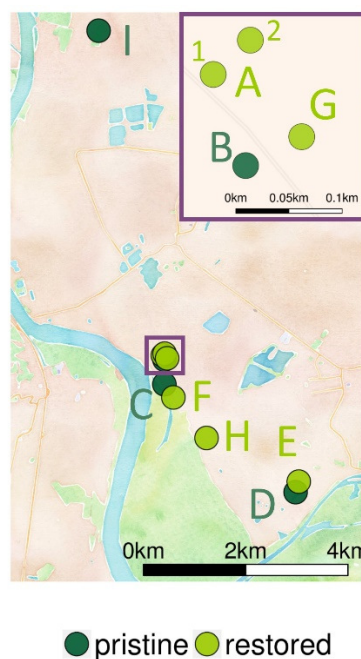 I
2
1
A
G
B
0km 0.05km 0.1km
C
F
H
E
D
0km 2km 4km
pristine restored